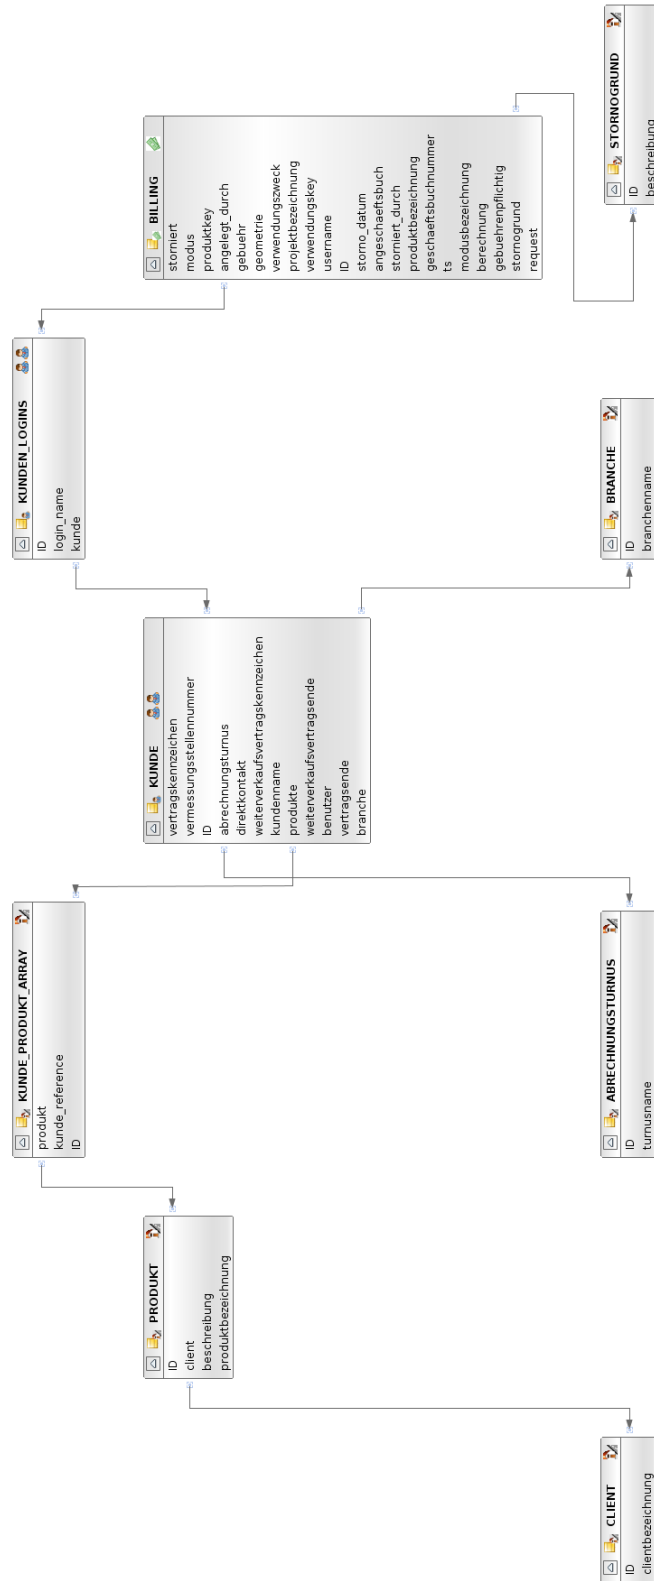 STORNOGRUND
ID
beschreibung
BILLING
storniert
modus
produktkey
angelegt_durch
gebuehr
geometrie
verwendungszweck
projektbezeichnung
verwendungskey
username
ID
storno_datum
angeschaeftsbuch
storniert_durch
produktbezeichnung
geschaeftsbuchnummer
ts
modusbezeichnung
berechnung
gebuehrenpflichtig
stornogrund
request
KUNDEN_LOGINS
ID
login_name
kunde
BRANCHE
ID
branchenname
KUNDE
vertragskennzeichen
vermessungsstellennummer
ID
abrechnungsturnus
direktkontakt
weiterverkaufsvertragskennzeichen
kundenname
produkte
weiterverkaufsvertragsende
benutzer
vertragsende
branche
KUNDE_PRODUKT_ARRAY
produkt
kunde_reference
ID
ABRECHNUNGSTURNUS
ID
turnusname
PRODUKT
ID
client
beschreibung
produktbezeichnung
CLIENT
ID
clientbezeichnung